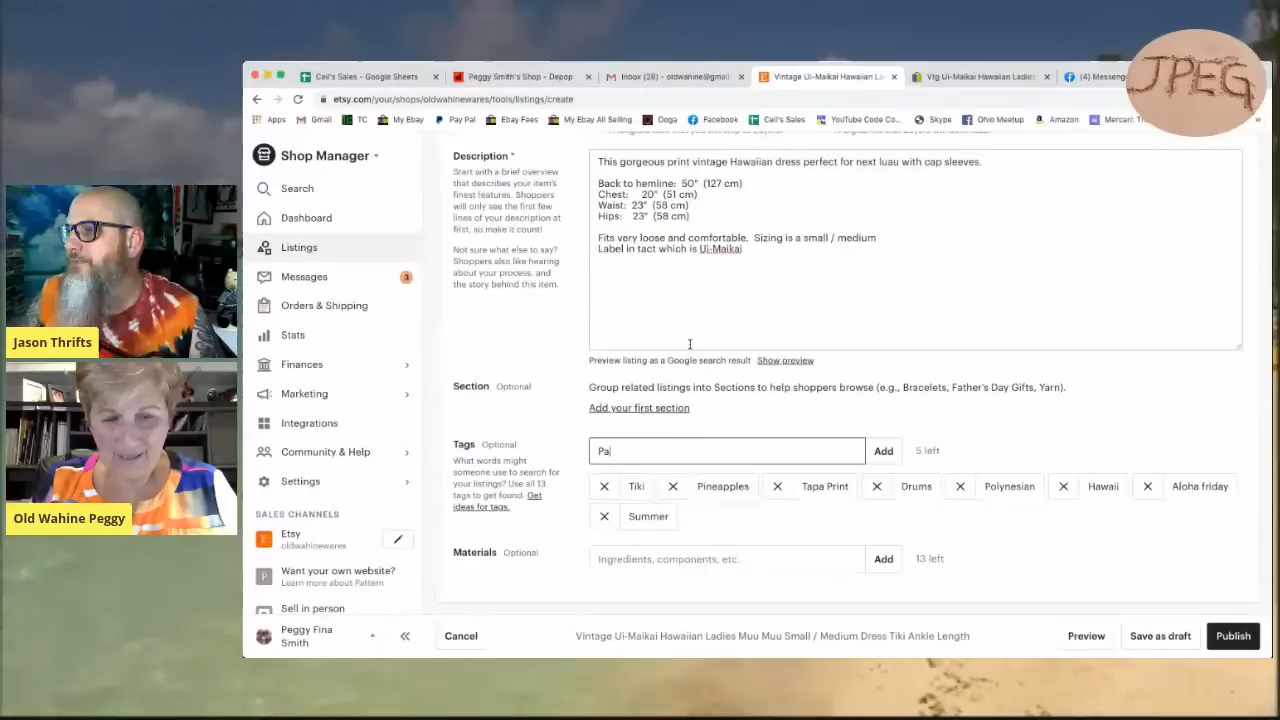 JPEG
Ceil's Sales - Google Sheets
Peggy Smith's Shop - Depop
Inbox (28) - oldwahine@gmail
Vintage Ui-Maikai Hawaiian La
Vtg Ui-Maikai Hawaiian Ladies
(4) Messeng
etsy.com/your/shops/oldwahinewares/tools/listings/create
Apps
Gmail
TC
My Ebay
Pay Pal
Ebay Fees
My Ebay All Selling
Ooga
Facebook
Ceil's Sales
YouTube Code Co...
Skype
Ohio Meetup
Amazon
Mercari:
Shop Manager
Search
Dashboard
Listings
Messages
3
Orders & Shipping
Stats
Finances
Marketing
Integrations
Community & Help
Settings
SALES CHANNELS
Etsy
oldwahinewares
Want your own website?
Learn more about Pattern
Sell in person
Peggy Fina
Smith
Description *
Start with a brief overview
that describes your item's
finest features. Shoppers
will only see the first few
lines of your description at
first, so make it count!
Not sure what else to say?
Shoppers also like hearing
about your process, and
the story behind this item.
This gorgeous print vintage Hawaiian dress perfect for next luau with cap sleeves.
Back to hemline: 50" (127 cm)
Chest: 20" (51 cm)
Waist: 23" (58 cm)
Hips: 23" (58 cm)
Fits very loose and comfortable. Sizing is a small / medium
Label in tact which is Ui-Maikai
Preview listing as a Google search result Show preview
Section Optional
Group related listings into Sections to help shoppers browse (e.g., Bracelets, Father's Day Gifts, Yarn).
Add your first section
Tags Optional
What words might
someone use to search for
your listings? Use all 13
tags to get found. Get
ideas for tags.
Pa
Add
5 left
Tiki
Pineapples
Tapa Print
Drums
Polynesian
Hawaii
Aloha friday
Summer
Materials Optional
Ingredients, components, etc.
Add
13 left
Cancel
Vintage Ui-Maikai Hawaiian Ladies Muu Muu Small / Medium Dress Tiki Ankle Length
Preview
Save as draft
Publish
Jason Thrifts
Old Wahine Peggy